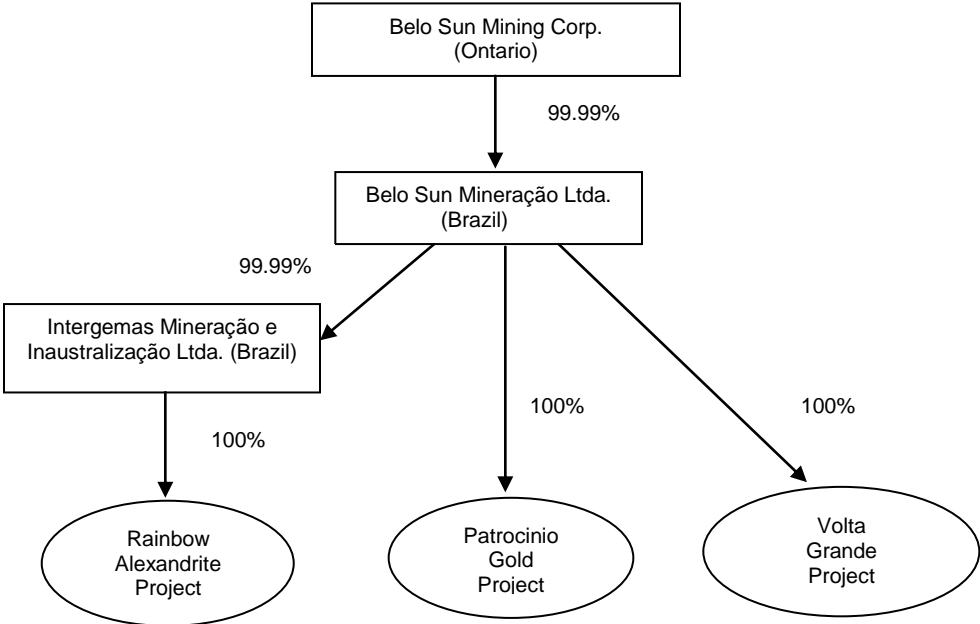 Belo Sun Mining Corp.
(Ontario)
99.99%
Belo Sun Mineração Ltda.
(Brazil)
99.99%
Intergemas Mineração e
Inaustralização Ltda. (Brazil)
100%
100%
100%
Rainbow
Alexandrite
Project
Patrocinio
Gold
Project
Volta
Grande
Project